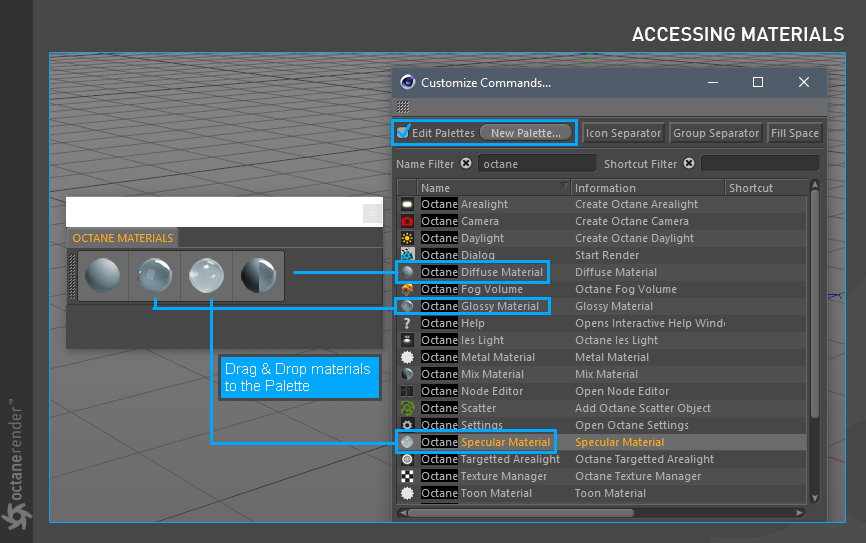 ACCESSING MATERIALS
Customize Commands...
Edit Palettes New Palette... Icon Separator Group Separator Fill Space
Name Filter octane Shortcut Filter
Name Information Shortcut
Octane Arealight Create Octane Arealight
Octane Camera Create Octane Camera
Octane Daylight Create Octane Daylight
Octane Dialog Start Render
Octane Diffuse Material Diffuse Material
Octane Fog Volume Octane Fog Volume
Octane Glossy Material Glossy Material
Octane Help Opens Interactive Help Wind
Octane Ies Light Octane Ies Light
Octane Metal Material Metal Material
Octane Mix Material Mix Material
Octane Node Editor Open Node Editor
Octane Scatter Add Octane Scatter Object
Octane Settings Open Octane Settings
Octane Specular Material Specular Material
Octane Targetted Arealight Octane Targetted Arealight
Octane Texture Manager Octane Texture Manager
Octane Toon Material Toon Material
OCTANE MATERIALS
Drag & Drop materials
to the Palette
octanerender™